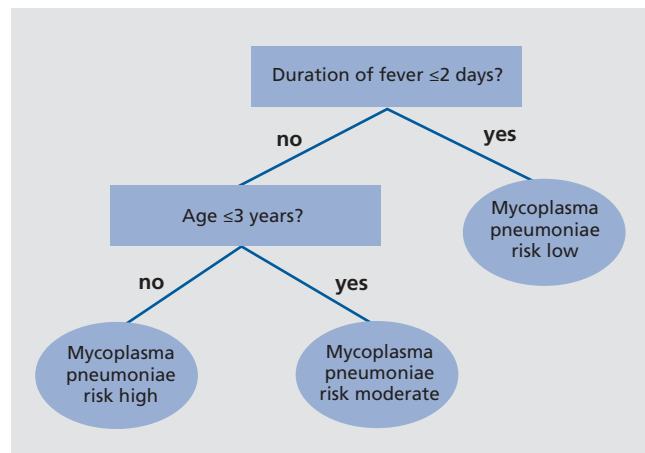 Duration of fever ≤2 days?
no
yes
Age ≤3 years?
Mycoplasma
pneumoniae
risk low
no
yes
Mycoplasma
pneumoniae
risk high
Mycoplasma
pneumoniae
risk moderate